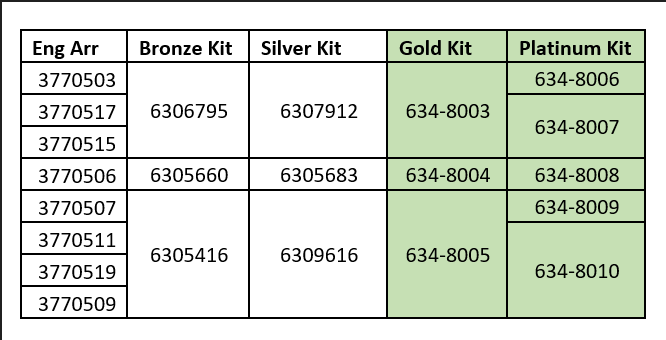 Eng Arr Bronze Kit Silver Kit Gold Kit Platinum Kit
3770503 634-8006
3770517 6306795 6307912 634-8003
634-8007
3770515
3770506 6305660 6305683 634-8004 634-8008
3770507 634-8009
3770511
6305416 6309616 634-8005
3770519 634-8010
3770509